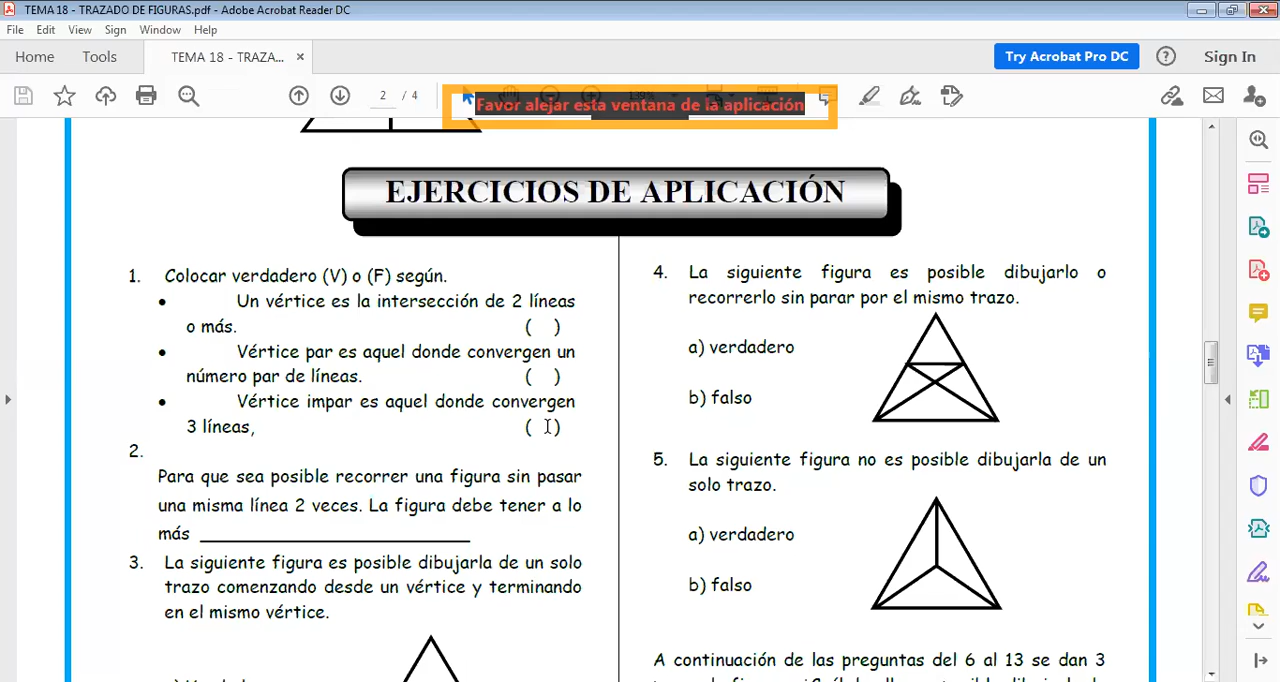 TEMA 18 - TRAZADO DE FIGURAS.pdf - Adobe Acrobat Reader DC
File Edit View Sign Window Help
Home Tools TEMA 18 - TRAZA... × Try Acrobat Pro DC Sign In
2 / 4
Favor alejar esta ventana de la aplicación
EJERCICIOS DE APLICACIÓN
1. Colocar verdadero (V) o (F) según.
• Un vértice es la intersección de 2 líneas
o más. ( )
• Vértice par es aquel donde convergen un
número par de líneas. ( )
• Vértice impar es aquel donde convergen
3 líneas, ( )
2.
Para que sea posible recorrer una figura sin pasar
una misma línea 2 veces. La figura debe tener a lo
más ____________________
3. La siguiente figura es posible dibujarla de un solo
trazo comenzando desde un vértice y terminando
en el mismo vértice.
4. La siguiente figura es posible dibujarlo o
recorrerlo sin parar por el mismo trazo.
a) verdadero
b) falso
5. La siguiente figura no es posible dibujarla de un
solo trazo.
a) verdadero
b) falso
A continuación de las preguntas del 6 al 13 se dan 3